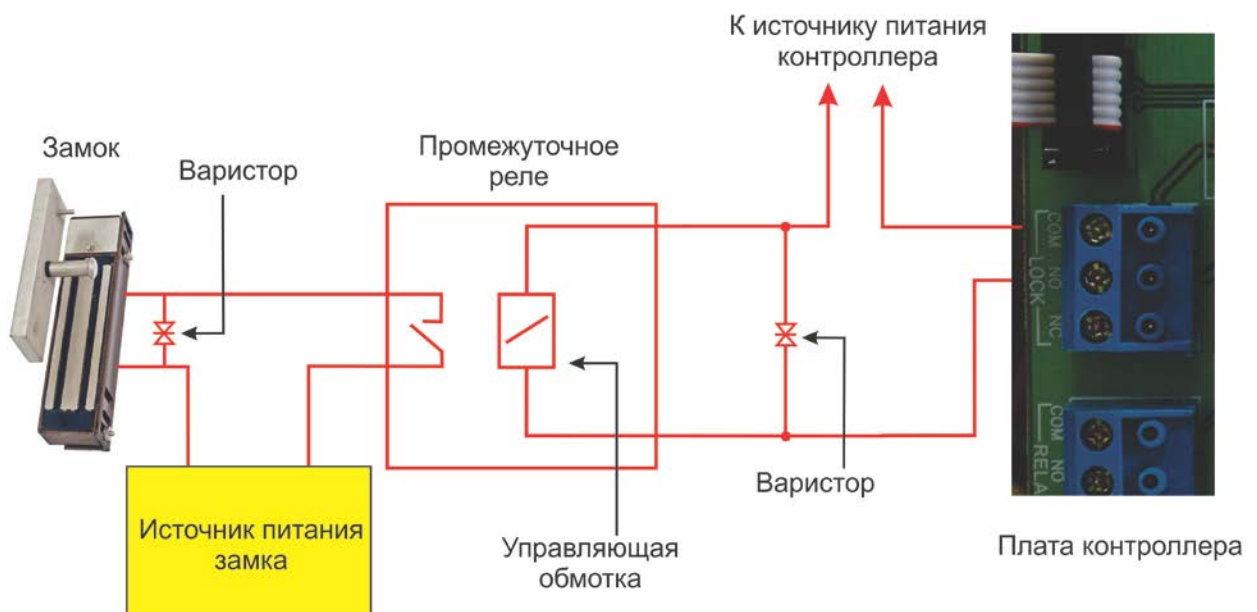 К источнику питания
контроллера
Замок
Варистор
Промежуточное
реле
COM
NO
NC
LOCK
COM
NO
RELA
Варистор
Источник питания
замка
Управляющая
обмотка
Плата контроллера